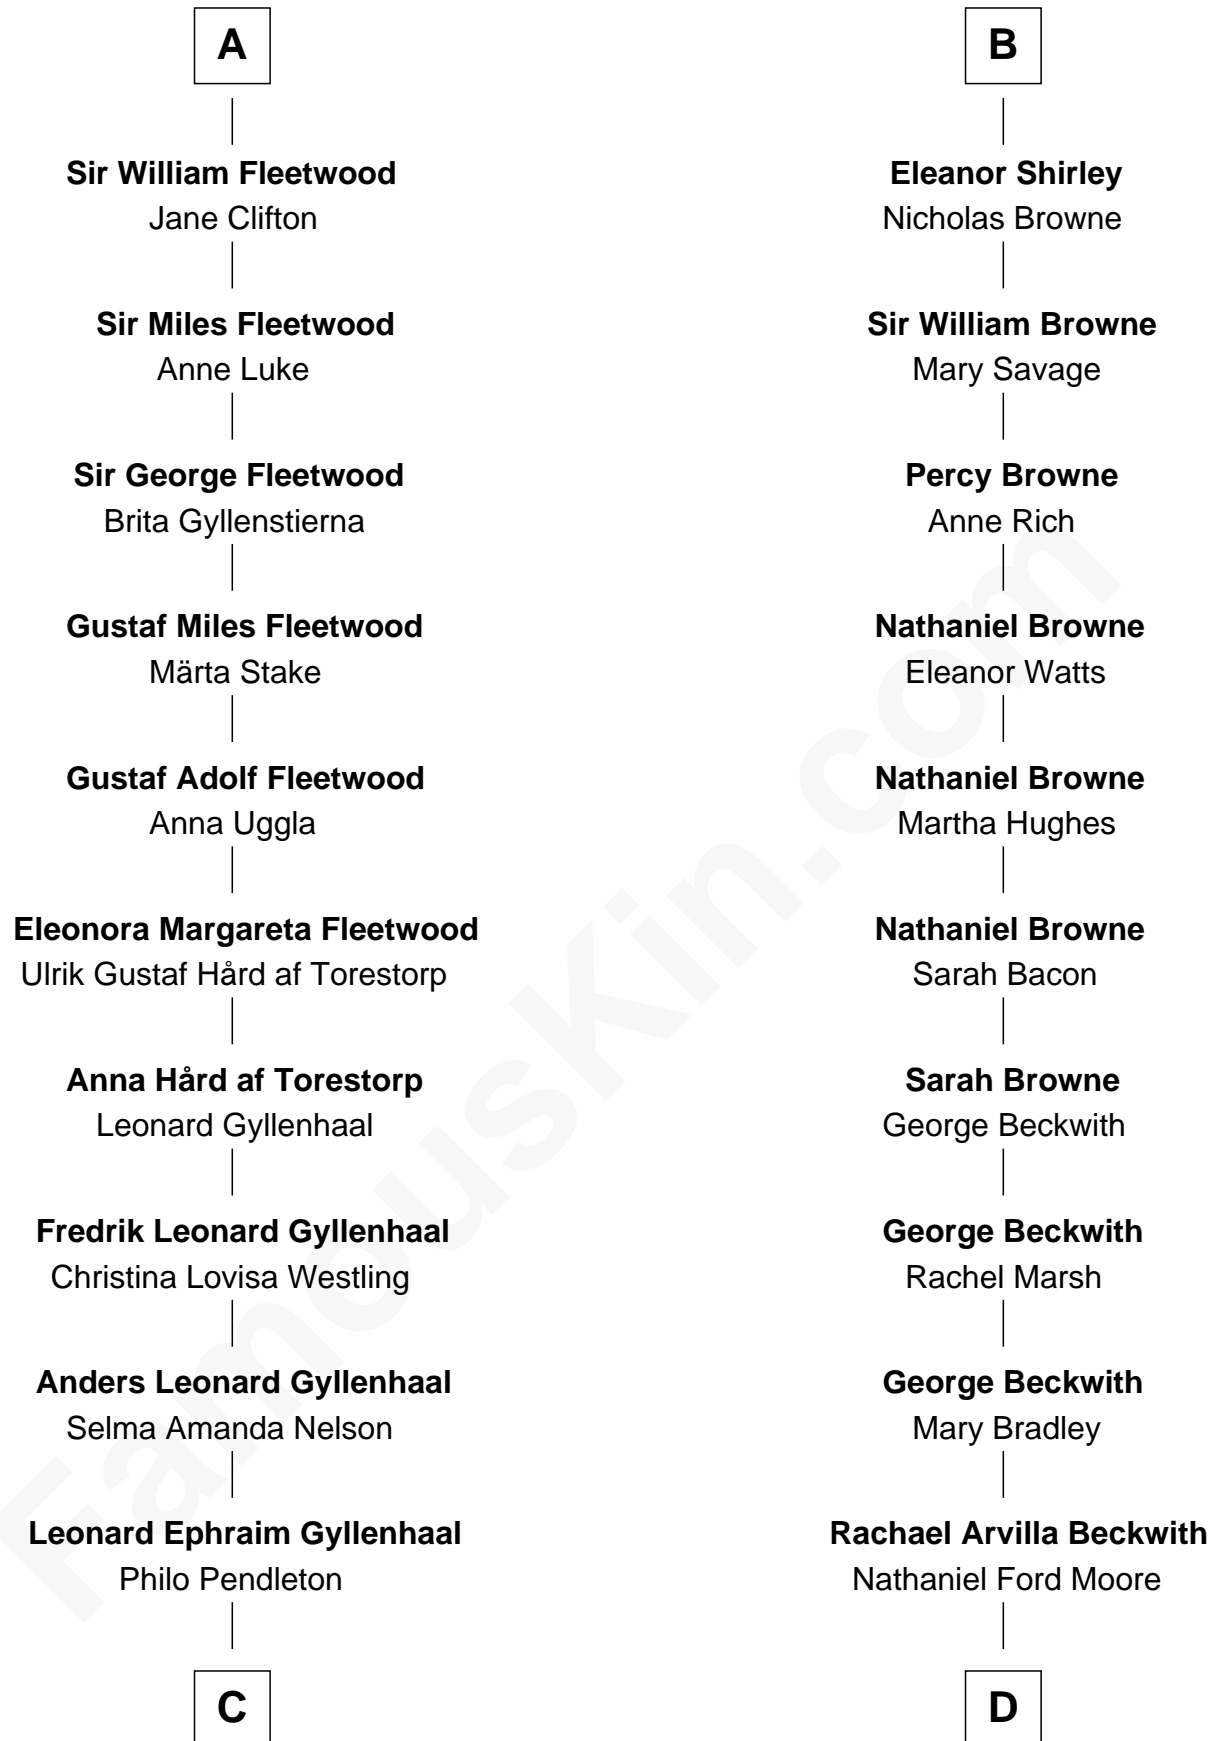 A
Sir William Fleetwood
Jane Clifton
Sir Miles Fleetwood
Anne Luke
Sir George Fleetwood
Brita Gyllenstierna
Gustaf Miles Fleetwood
Märta Stake
Gustaf Adolf Fleetwood
Anna Uggla
Eleonora Margareta Fleetwood
Ulrik Gustaf Hård af Torestorp
Anna Hård af Torestorp
Leonard Gyllenhaal
Fredrik Leonard Gyllenhaal
Christina Lovisa Westling
Anders Leonard Gyllenhaal
Selma Amanda Nelson
Leonard Ephraim Gyllenhaal
Philo Pendleton
C
B
Eleanor Shirley
Nicholas Browne
Sir William Browne
Mary Savage
Percy Browne
Anne Rich
Nathaniel Browne
Eleanor Watts
Nathaniel Browne
Martha Hughes
Nathaniel Browne
Sarah Bacon
Sarah Browne
George Beckwith
George Beckwith
Rachel Marsh
George Beckwith
Mary Bradley
Rachael Arvilla Beckwith
Nathaniel Ford Moore
D
FamousKin.com